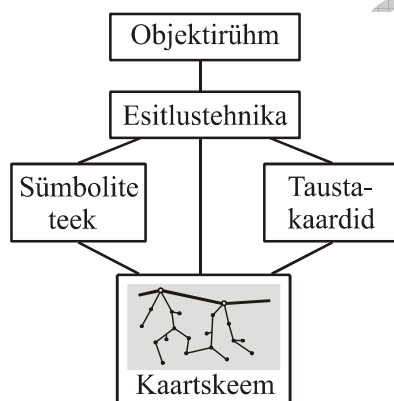 Objektirühm
Esitlustehnika
Sümbolite
teek
Tausta-
kaardid
Kaartskeem